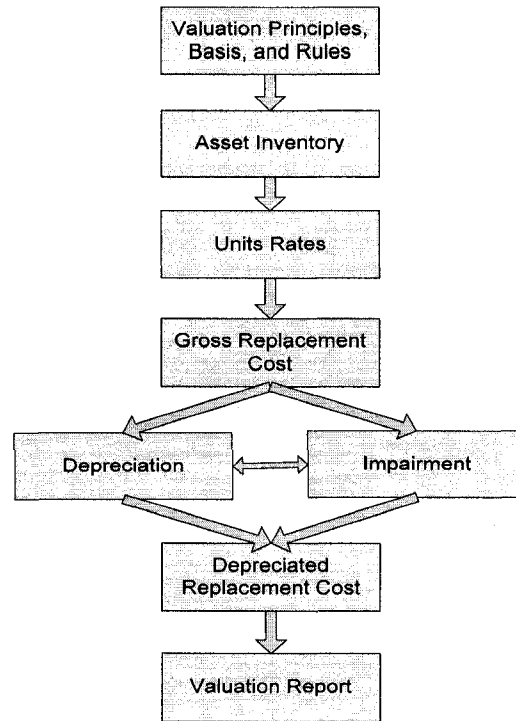 Valuation Principles,
Basis, and Rules
Asset Inventory
Units Rates
Gross Replacement
Cost
Depreciation
Impairment
Depreciated
Replacement Cost
Valuation Report